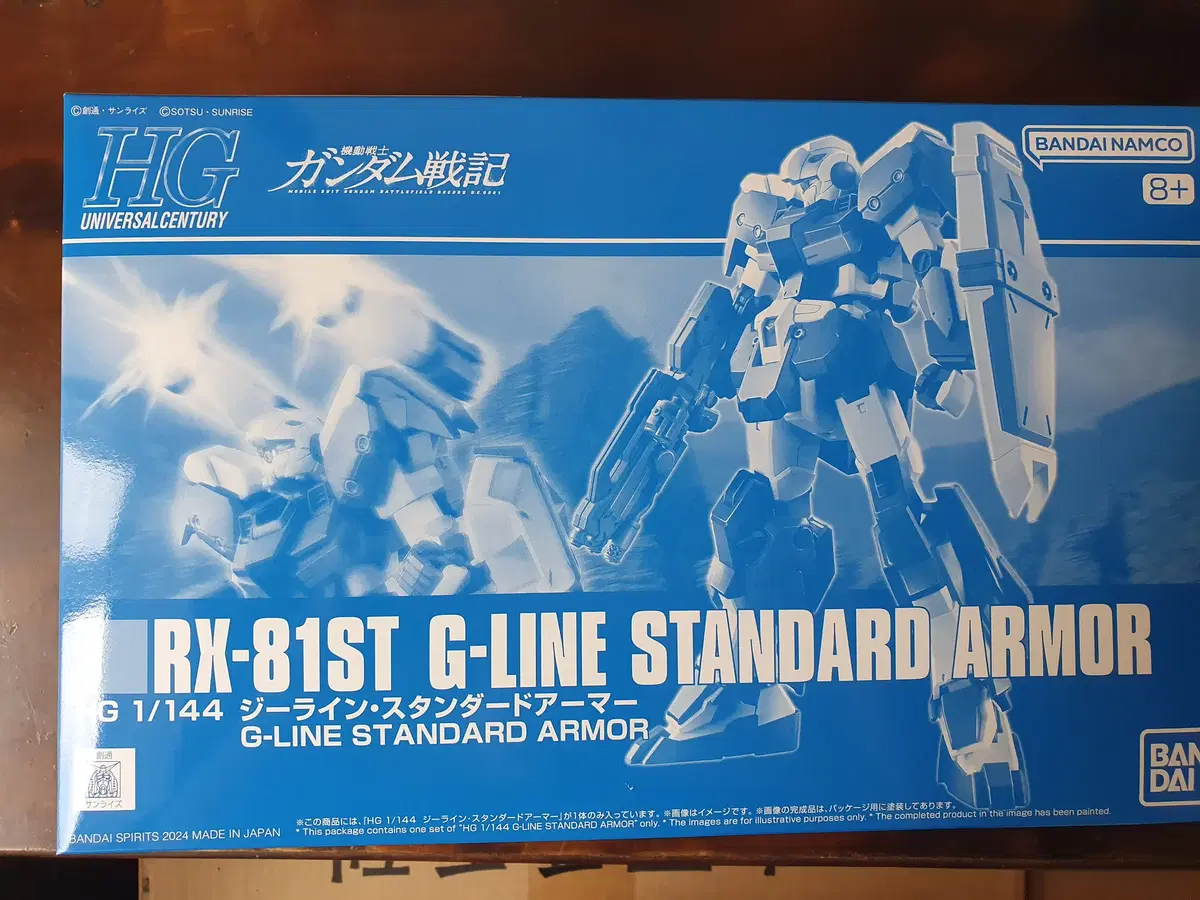 ©創通・サンライズ ©SOTSU・SUNRISE
HG
UNIVERSAL CENTURY
機動戦士
ガンダム戦記
MOBILE SUIT GUNDAM BATTLEFIELD RECORD U.C.0081
BANDAI NAMCO
8+
RX-81ST G-LINE STANDARD ARMOR
G 1/144 ジーライン・スタンダードアーマー
G-LINE STANDARD ARMOR
創通
サンライズ
BAN
DAI
※この商品には、「HG 1/144 ジーライン・スタンダードアーマー」が1体のみ入っています。※画像はイメージです。※画像の完成品は、パッケージ用に塗装してあります。
* This package contains one set of "HG 1/144 G-LINE STANDARD ARMOR" only. * The images are for illustrative purposes only. * The completed product in the image has been painted.
BANDAI SPIRITS 2024 MADE IN JAPAN